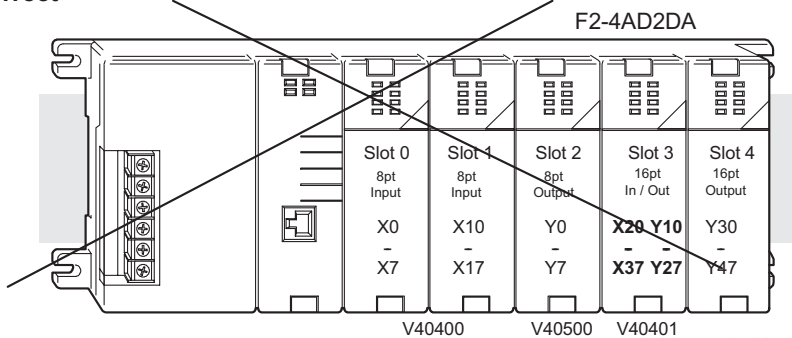 F2-4AD2DA
Slot 0 Slot 1 Slot 2 Slot 3 Slot 4
8pt 8pt 8pt 16pt 16pt
Input Input Output In / Out Output
X0 X10 Y0 X20 Y10 Y30
- - - - - -
X7 X17 Y7 X37 Y27 Y47
V40400 V40500 V40401